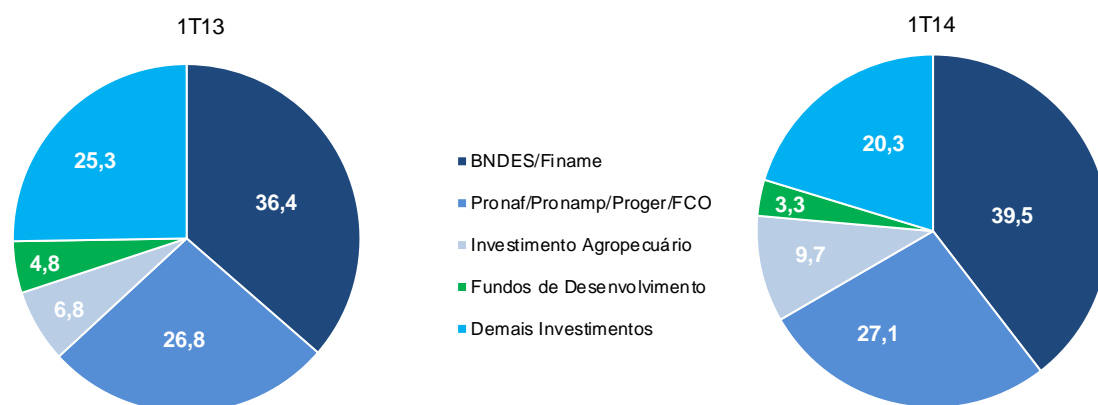 1T13
36,4
26,8
6,8
4,8
25,3
BNDES/Finame
Pronaf/Pronamp/Proger/FCO
Investimento Agropecuário
Fundos de Desenvolvimento
Demais Investimentos
1T14
39,5
27,1
9,7
3,3
20,3